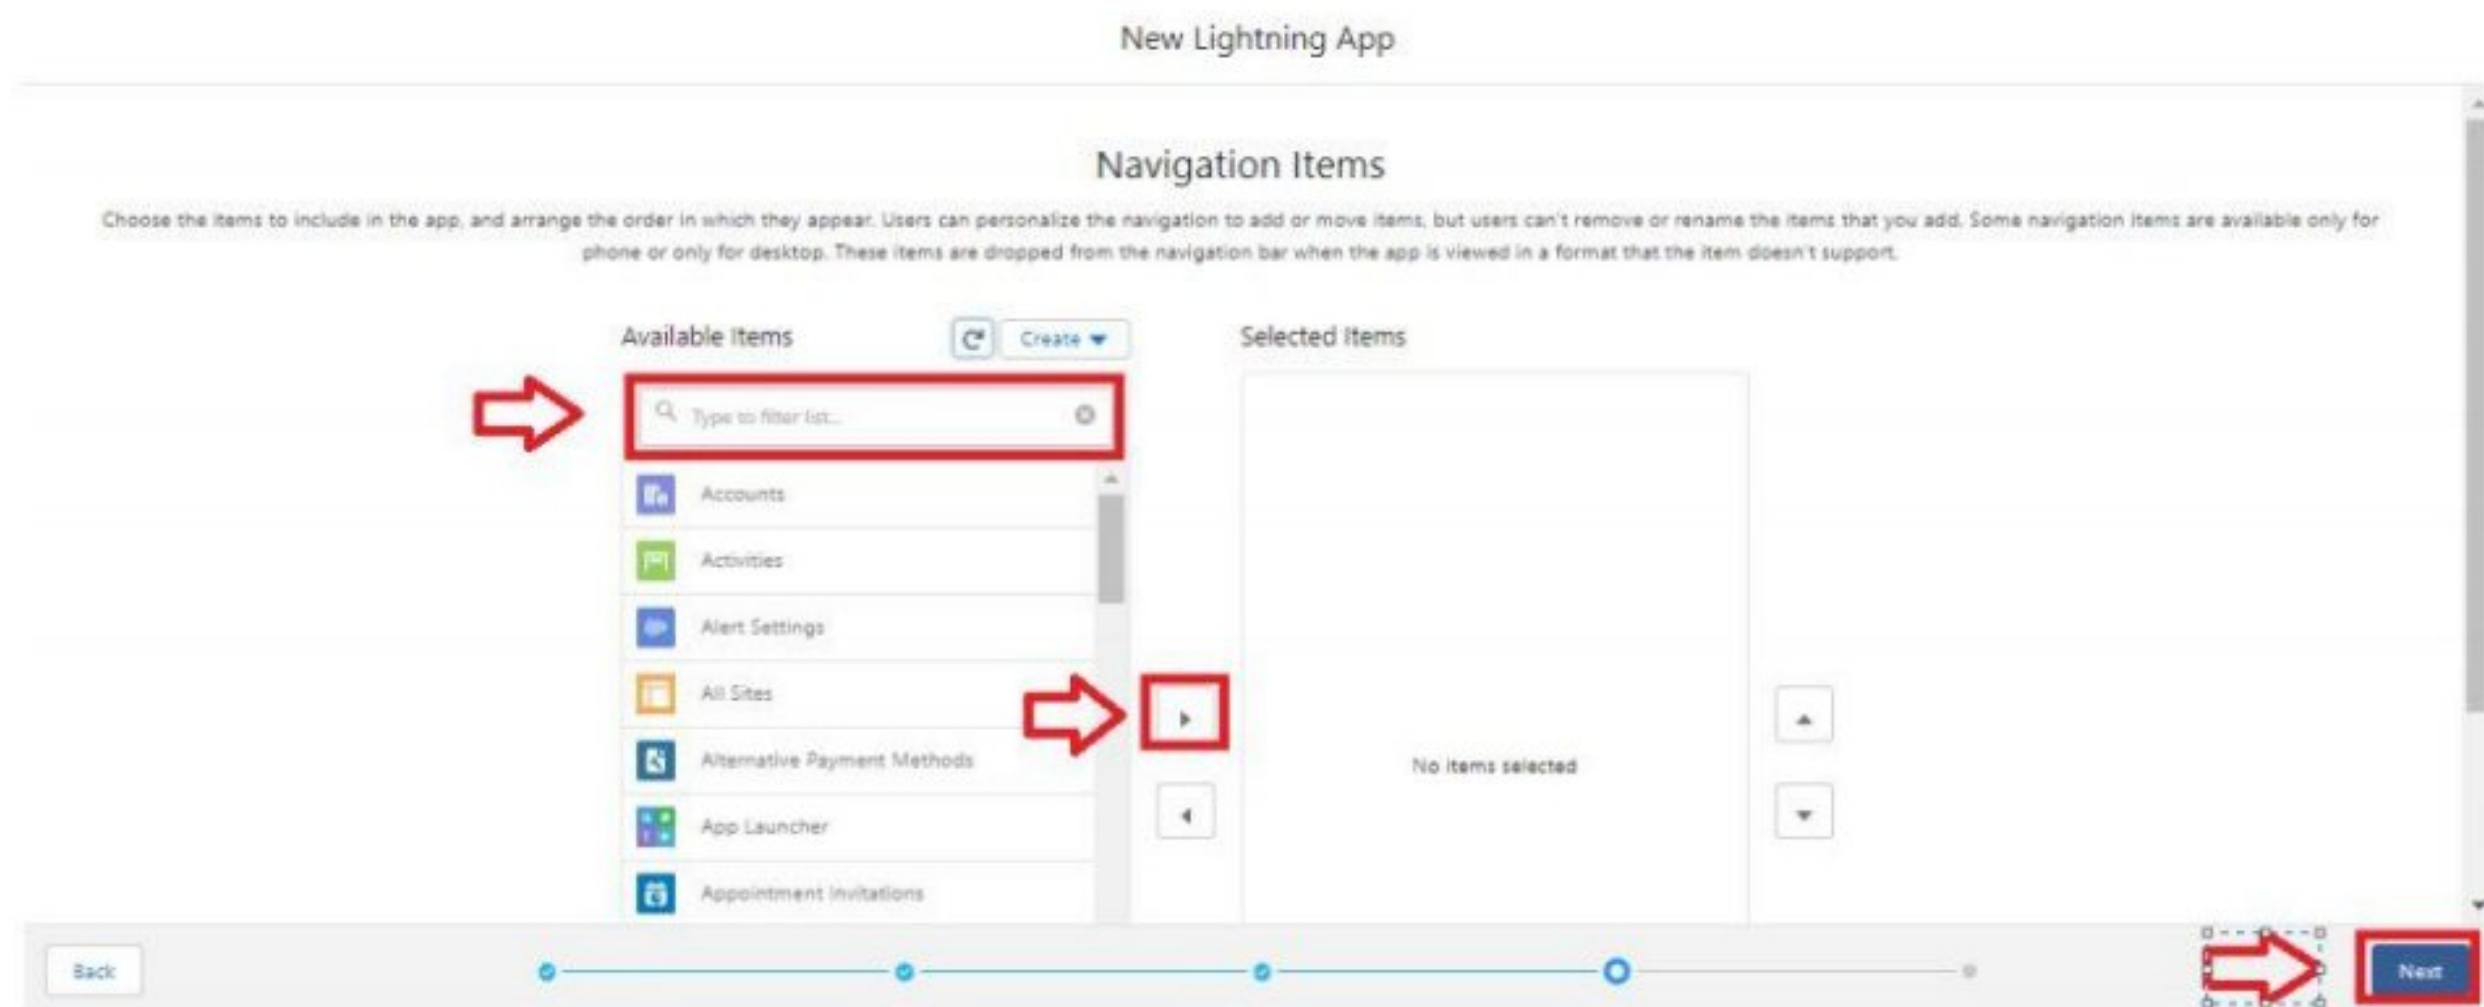 New Lightning App
Navigation Items
Choose the items to include in the app, and arrange the order in which they appear. Users can personalize the navigation to add or move items, but users can't remove or rename the items that you add. Some navigation items are available only for
phone or only for desktop. These items are dropped from the navigation bar when the app is viewed in a format that the item doesn't support.
Available Items
Create
Selected Items
Type to filter list...
Accounts
Activities
Alert Settings
All Sites
Alternative Payment Methods
No items selected
App Launcher
Appointment Invitations
Back
Next